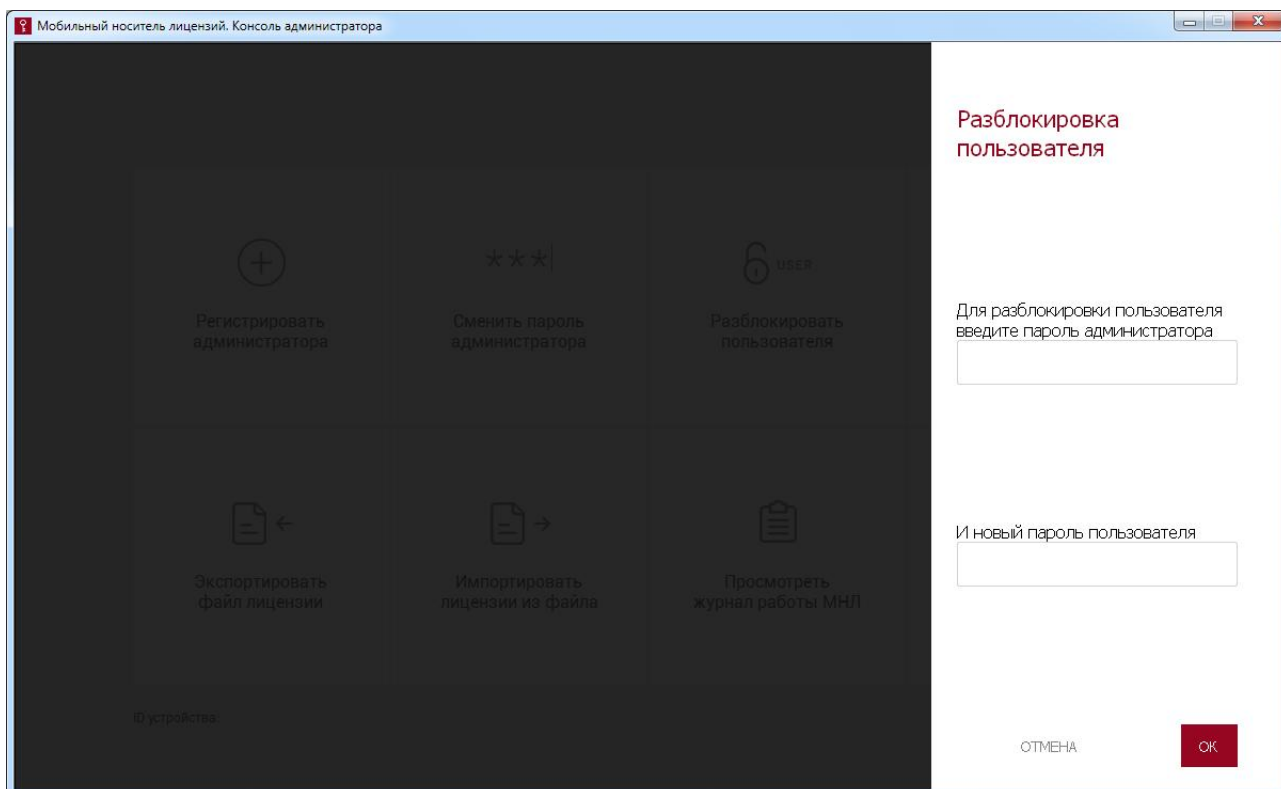 Мобильный носитель лицензий. Консоль администратора
Разблокировка
пользователя
***
USER
Регистрировать
администратора
Сменить пароль
администратора
Разблокировать
пользователя
Для разблокировки пользователя
введите пароль администратора
Экспортировать
файл лицензии
Импортировать
лицензии из файла
Просмотреть
журнал работы МНЛ
И новый пароль пользователя
ID устройства:
ОТМЕНА
ОК